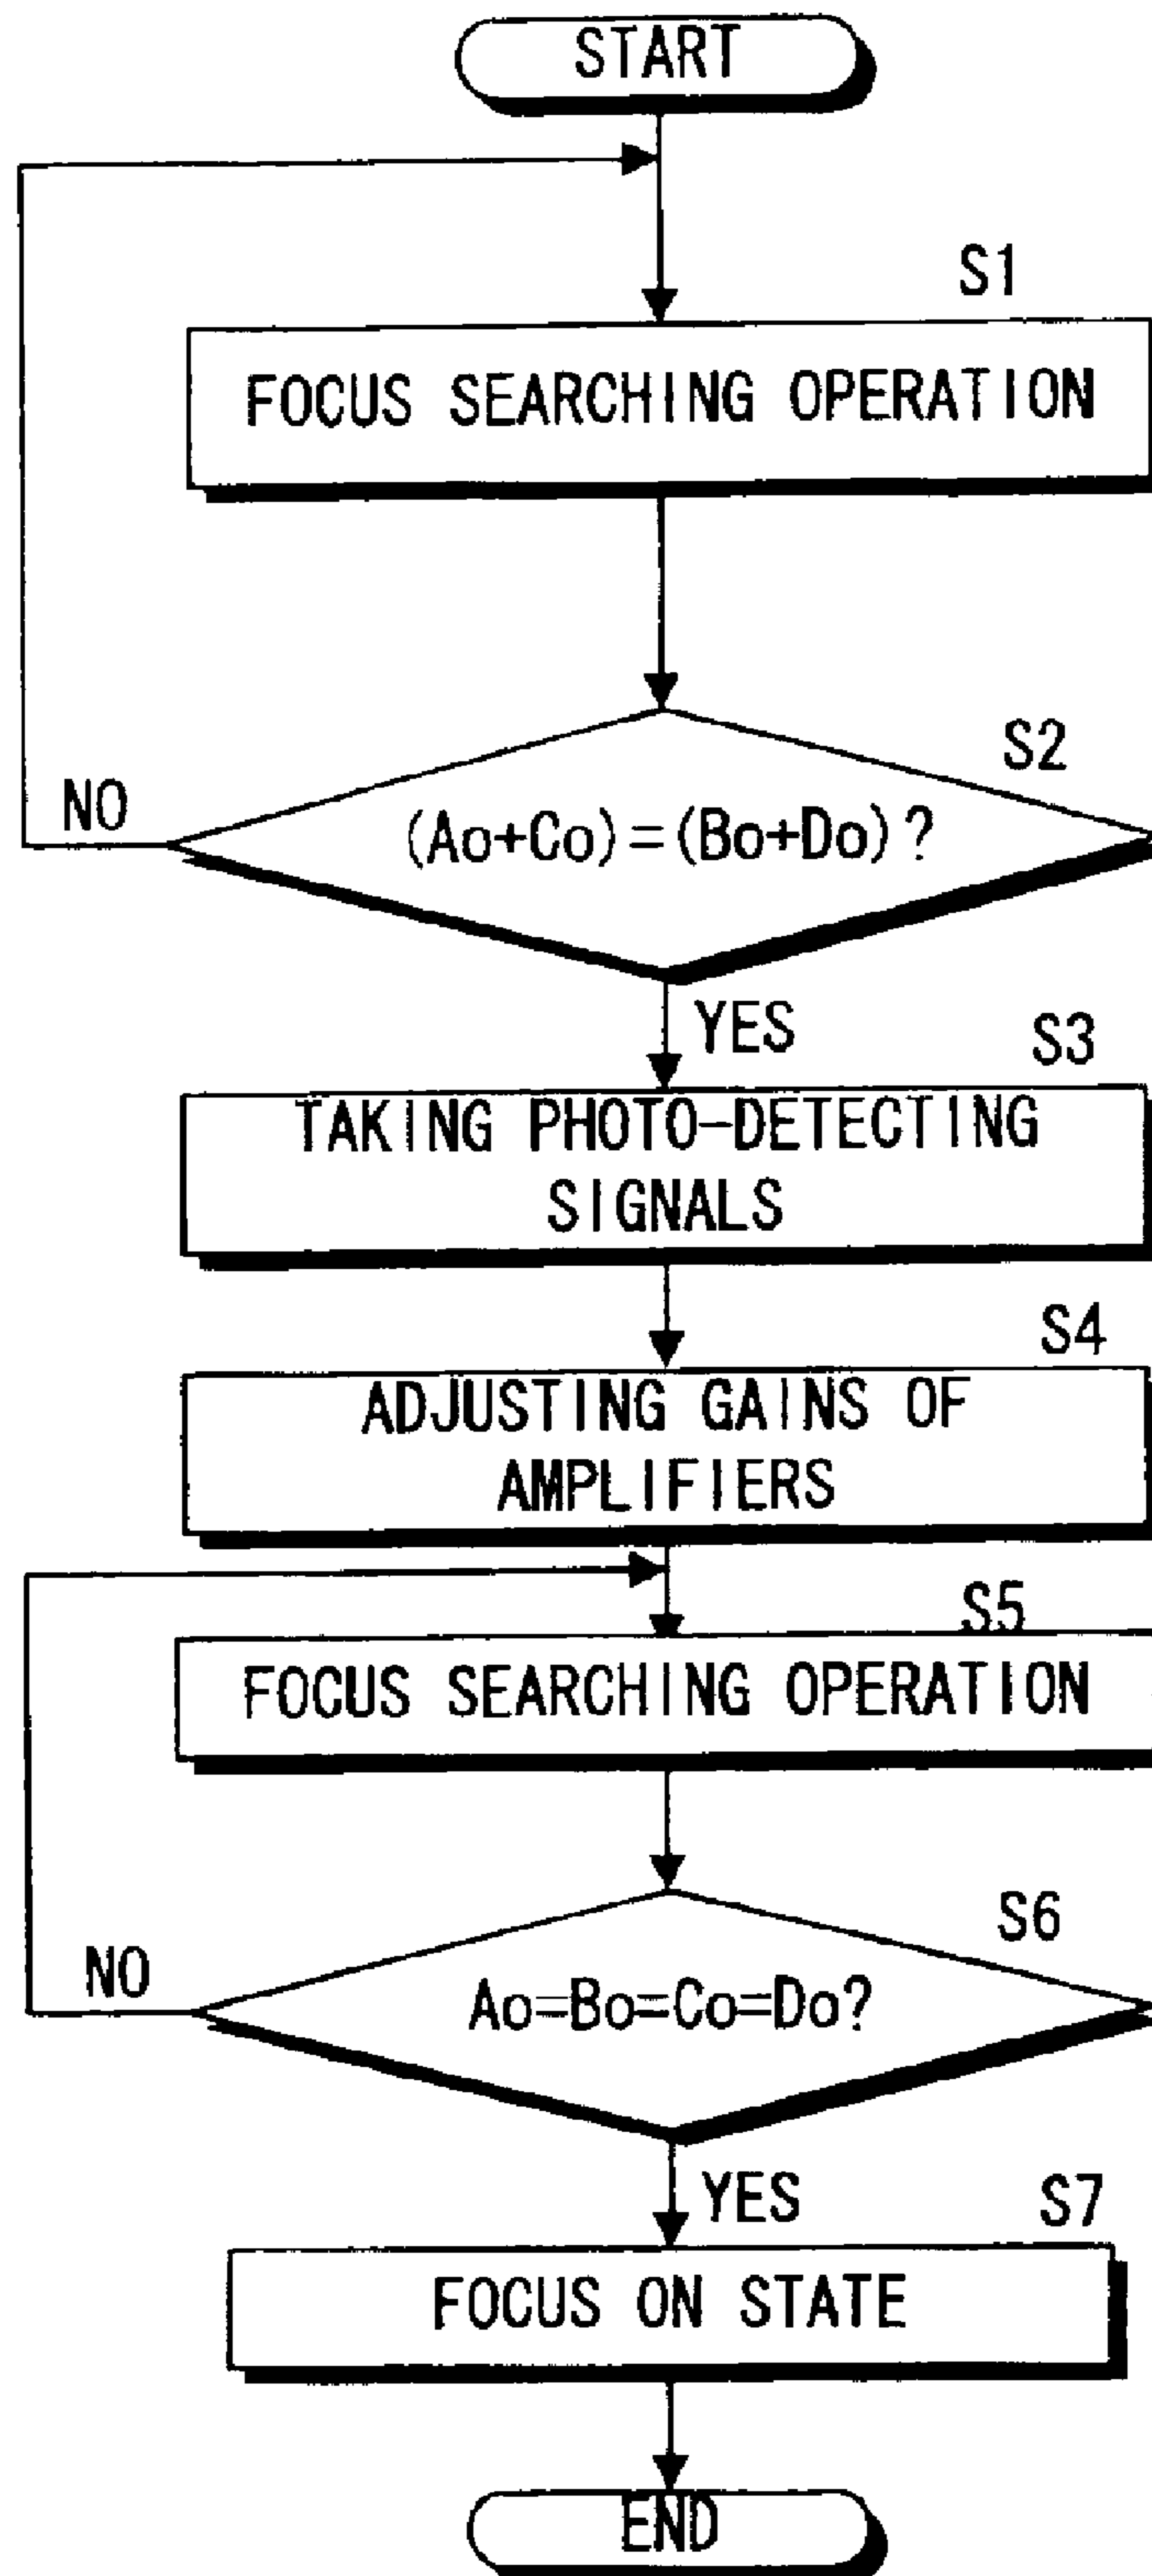 START
S1
FOCUS SEARCHING OPERATION
S2
NO
(Ao+Co)=(Bo+Do)?
YES
S3
TAKING PHOTO-DETECTING
SIGNALS
S4
ADJUSTING GAINS OF
AMPLIFIERS
S5
FOCUS SEARCHING OPERATION
S6
NO
Ao=Bo=Co=Do?
YES
S7
FOCUS ON STATE
END